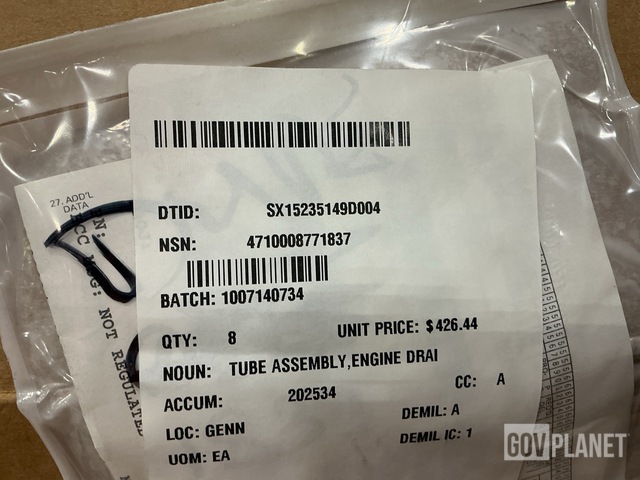 DTID: SX15235149D004
NSN: 4710008771837
BATCH: 1007140734
QTY: 8 UNIT PRICE: $426.44
NOUN: TUBE ASSEMBLY,ENGINE DRAI
ACCUM: 202534 CC: A
LOC: GENN DEMIL: A
UOM: EA DEMIL IC: 1
27. ADD'L
DATA
NOT REGULATED
GOVPLANET